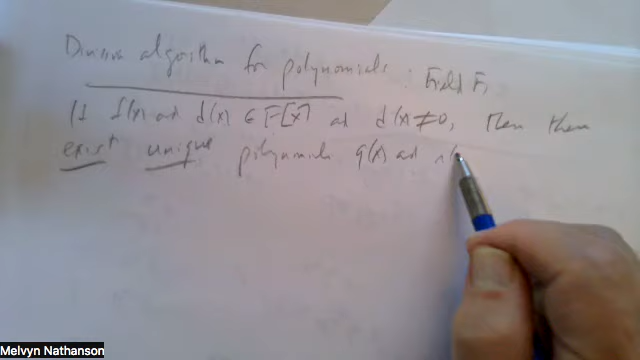 Division algorithm for polynomials: Field F,
If f(x) and d(x) ∈ F[x] and d(x) ≠ 0, then there
exist unique polynomials q(x) and r(
Melvyn Nathanson